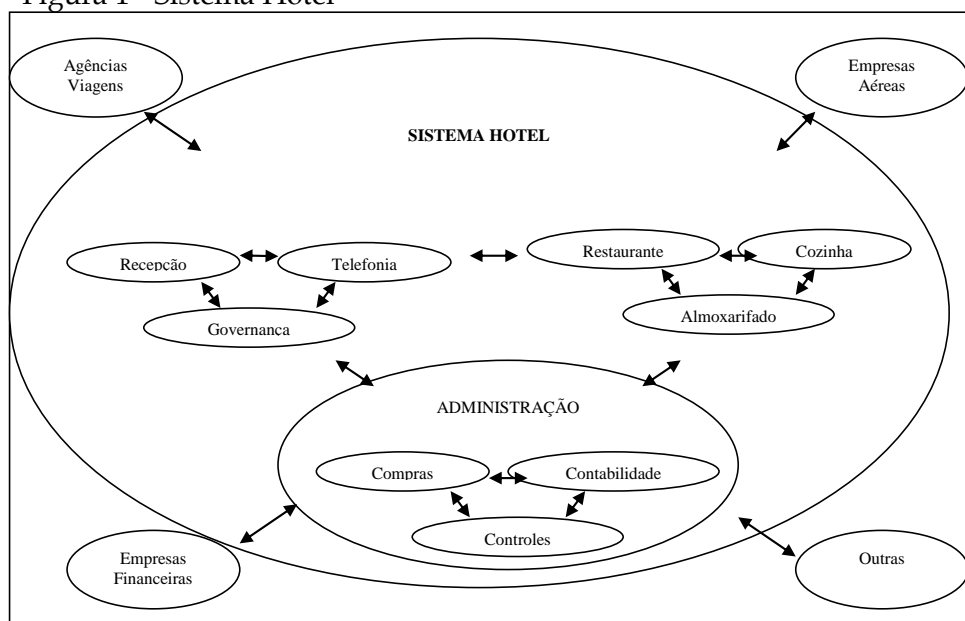 Figura 1 - Sistema Hotel
Agências
Viagens
Empresas
Aéreas
SISTEMA HOTEL
Recepção
Telefonia
Restaurante
Cozinha
Governanca
Almoxarifado
ADMINISTRAÇÃO
Compras
Contabilidade
Controles
Empresas
Financeiras
Outras